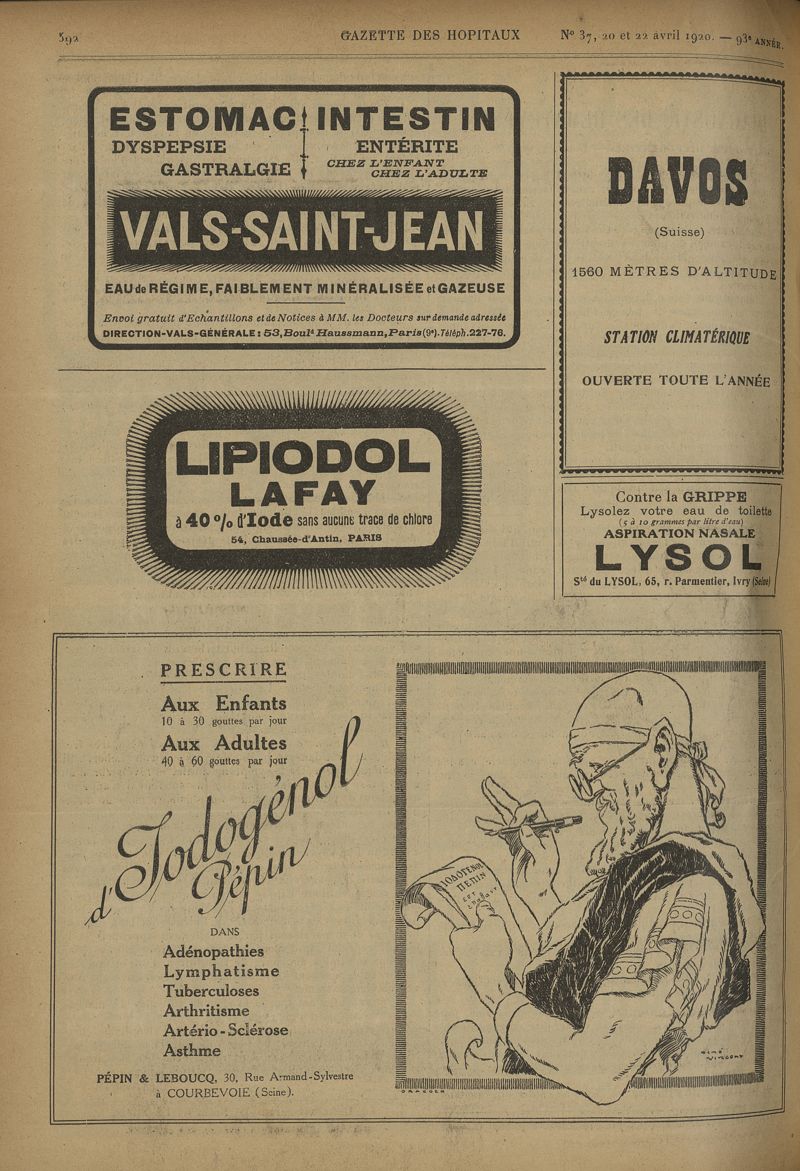 592
GAZETTE DES HOPITAUX
Nº 37, 20 et 22 avril 1920. — 93e ANNÉE.
ESTOMAC INTESTIN
DYSPEPSIE ENTÉRITE
GASTRALGIE CHEZ L'ENFANT
CHEZ L'ADULTE
VALS-SAINT-JEAN
EAU de RÉGIME, FAIBLEMENT MINÉRALISÉE et GAZEUSE
Envoi gratuit d'Echantillons et de Notices à MM. les Docteurs sur demande adressée
DIRECTION-VALS-GÉNÉRALE : 53, Bould Haussmann, Paris (9e). Téléph. 227-76.
DAVOS
(Suisse)
1560 MÈTRES D'ALTITUDE
STATION CLIMATÉRIQUE
OUVERTE TOUTE L'ANNÉE
LIPIODOL
LAFAY
à 40 % d'Iode sans aucune trace de chlore
54, Chaussée-d'Antin, PARIS
Contre la GRIPPE
Lysolez votre eau de toilette
(5 à 10 grammes par litre d'eau)
ASPIRATION NASALE
LYSOL
Sté du LYSOL, 65, r. Parmentier, Ivry (Seine)
PRESCRIRE
Aux Enfants
10 à 30 gouttes par jour
Aux Adultes
40 à 60 gouttes par jour
d'Iodogénol
Pépin
DANS
Adénopathies
Lymphatisme
Tuberculoses
Arthritisme
Artério-Sclérose
Asthme
PÉPIN & LEBOUCQ, 30, Rue Armand-Sylvestre
à COURBEVOIE (Seine).
IODOGENOL
PEPIN
RENÉ
VINCENT
DRAEGER